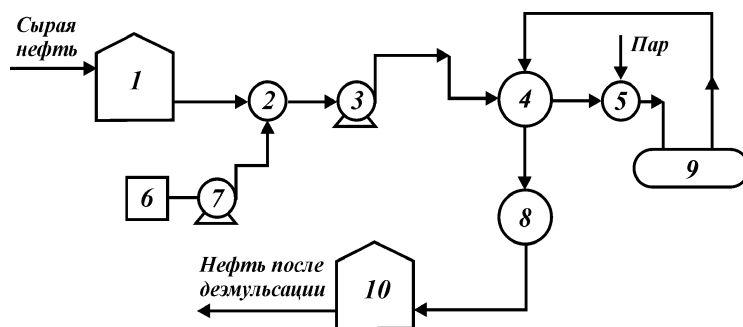 Сырая
нефть
Пар
1
2
3
4
5
6
7
8
9
Нефть после
деэмульсации
10